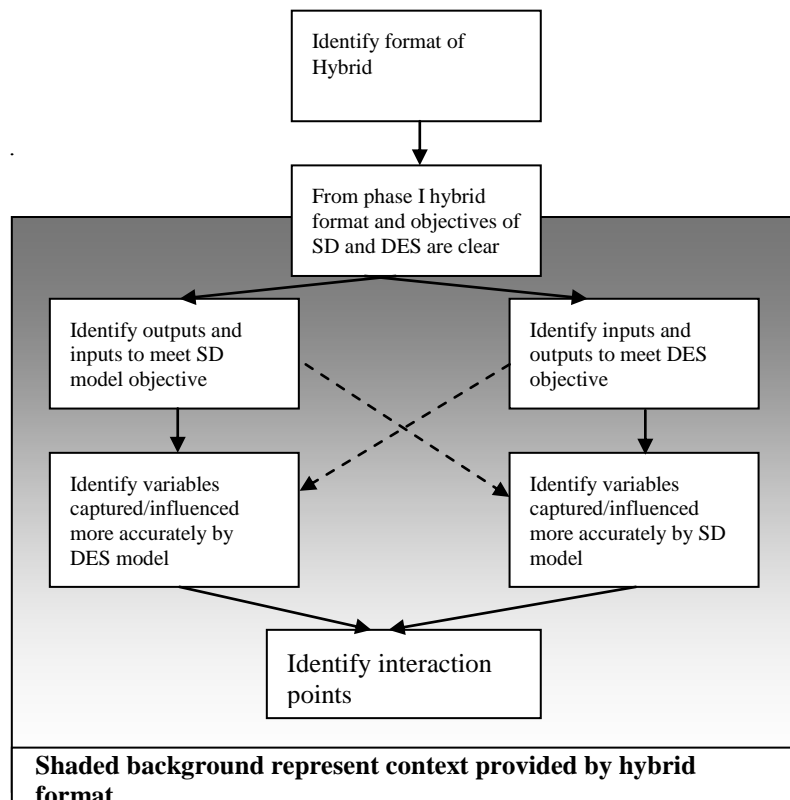 Identify format of
Hybrid
From phase I hybrid
format and objectives of
SD and DES are clear
Identify outputs and
inputs to meet SD
model objective
Identify inputs and
outputs to meet DES
objective
Identify variables
captured/influenced
more accurately by
DES model
Identify variables
captured/influenced
more accurately by SD
model
Identify interaction
points
Shaded background represent context provided by hybrid
format